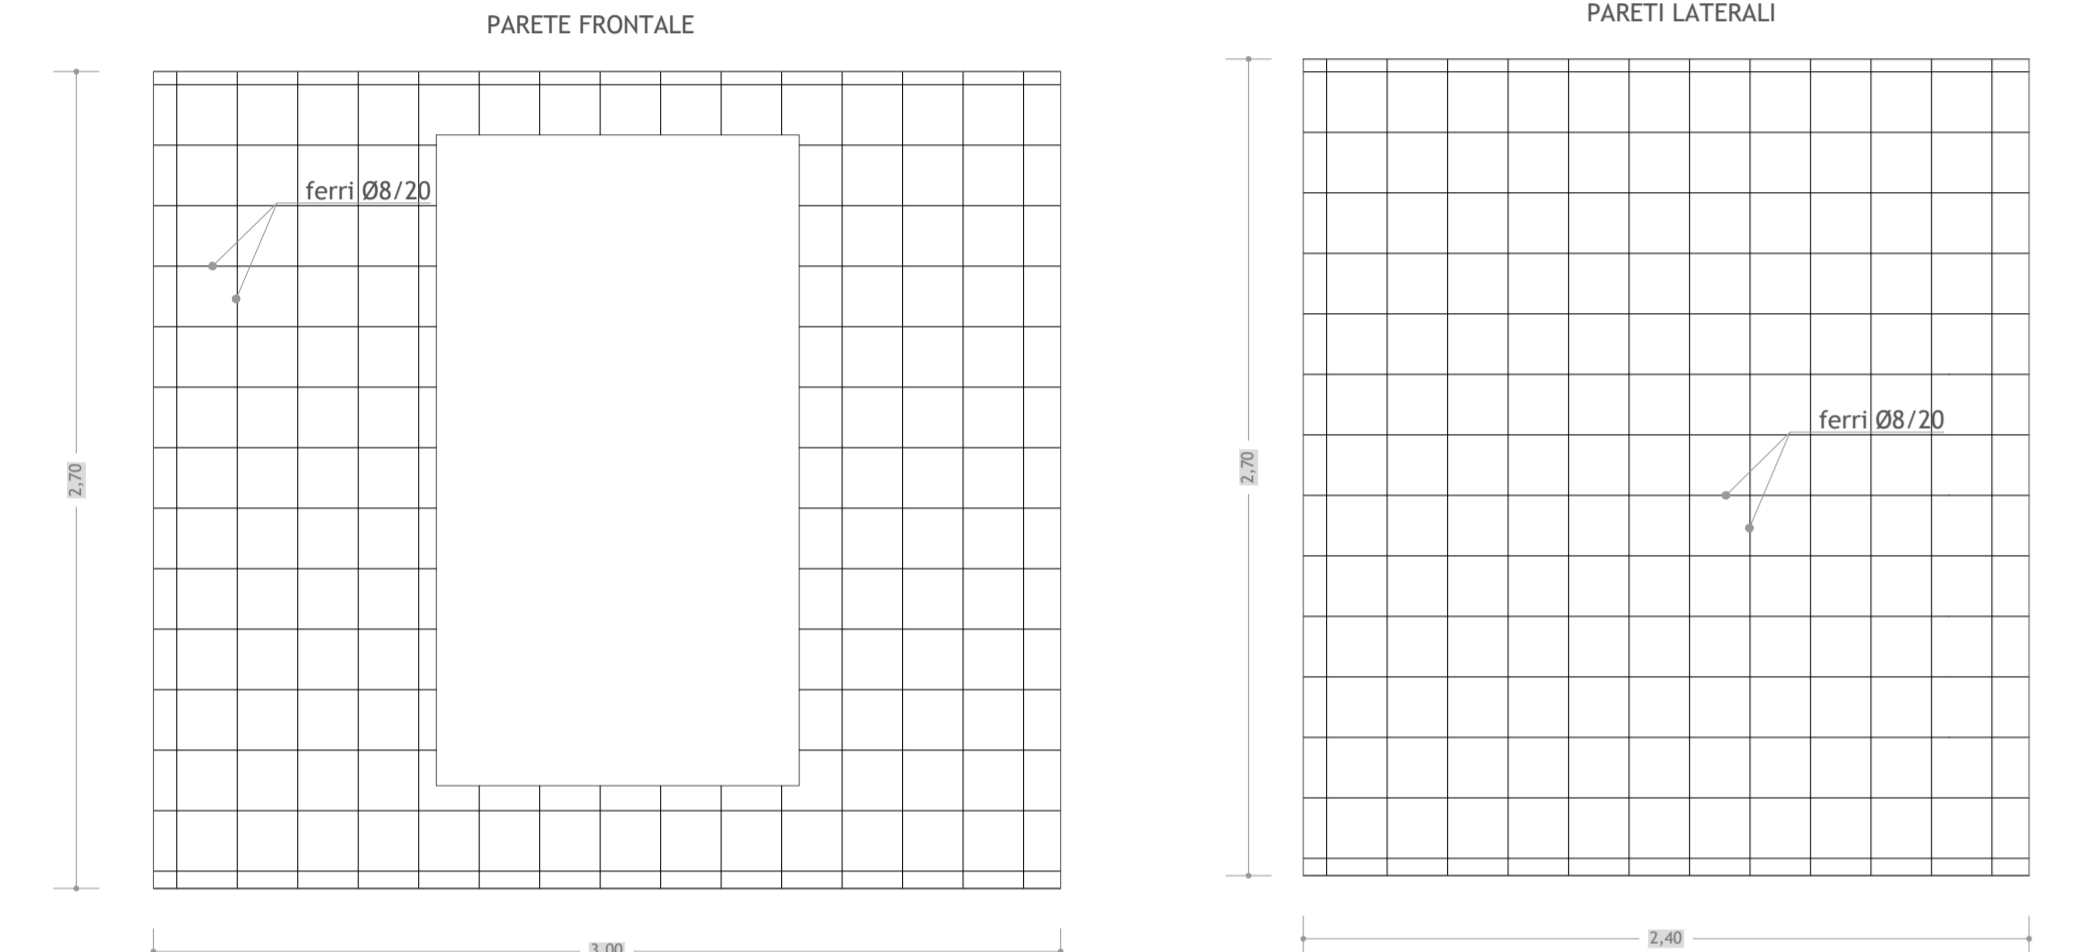 PARETE FRONTALE
PARETI LATERALI
ferri Ø8/20
2,70
3,00
ferri Ø8/20
2,70
2,40